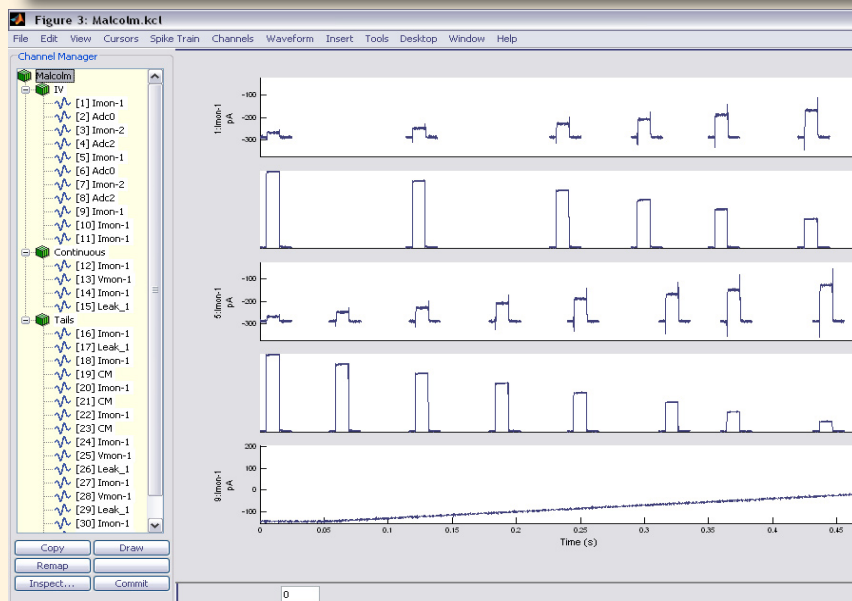 Figure 3: Malcolm.kcl
File Edit View Cursors Spike Train Channels Waveform Insert Tools Desktop Window Help
Channel Manager
Malcolm
IV
[1] Imon-1
[2] Adc0
[3] Imon-2
[4] Adc2
[5] Imon-1
[6] Adc0
[7] Imon-2
[8] Adc2
[9] Imon-1
[10] Imon-1
[11] Imon-1
Continuous
[12] Imon-1
[13] Vmon-1
[14] Imon-1
[15] Leak_1
Tails
[16] Imon-1
[17] Leak_1
[18] Imon-1
[19] CM
[20] Imon-1
[21] CM
[22] Imon-1
[23] CM
[24] Imon-1
[25] Vmon-1
[26] Leak_1
[27] Imon-1
[28] Vmon-1
[29] Leak_1
[30] Imon-1
Copy Draw
Remap
Inspect... Commit
1:Imon-1
pA
-100
-200
-300
5:Imon-1
pA
-100
-200
-300
9:Imon-1
pA
200
100
0
-100
0 0.05 0.1 0.15 0.2 0.25 0.3 0.35 0.4 0.45
Time (s)
0